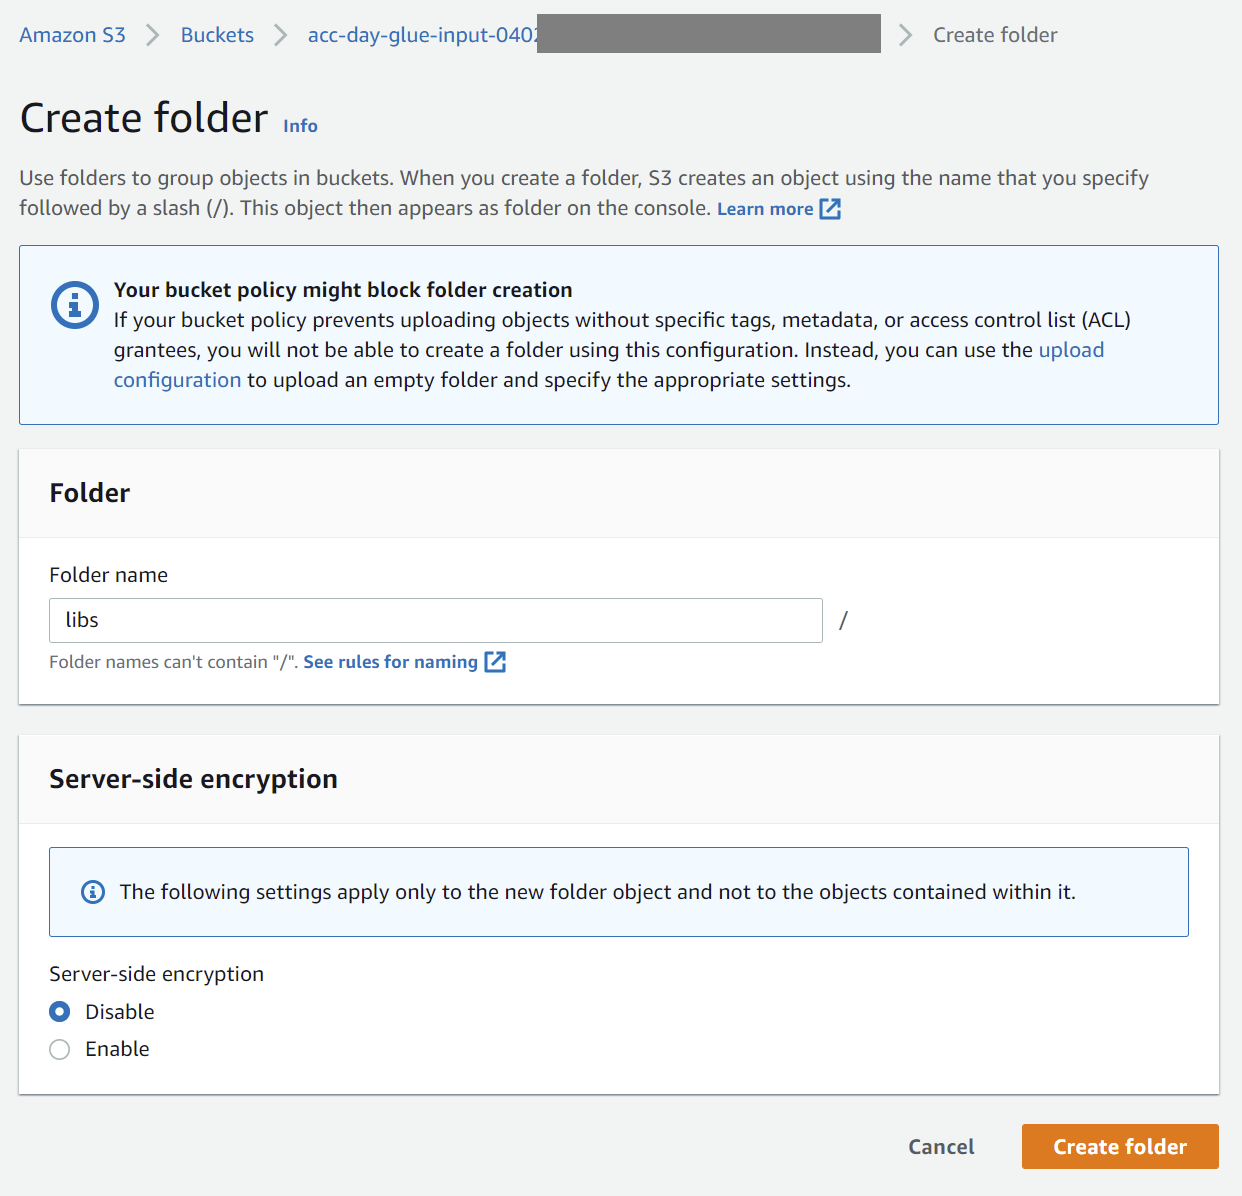 Amazon S3 > Buckets > acc-day-glue-input-040 > Create folder
Create folder Info
Use folders to group objects in buckets. When you create a folder, S3 creates an object using the name that you specify
followed by a slash (/). This object then appears as folder on the console. Learn more
Your bucket policy might block folder creation
If your bucket policy prevents uploading objects without specific tags, metadata, or access control list (ACL)
grantees, you will not be able to create a folder using this configuration. Instead, you can use the upload
configuration to upload an empty folder and specify the appropriate settings.
Folder
Folder name
libs /
Folder names can't contain "/". See rules for naming
Server-side encryption
The following settings apply only to the new folder object and not to the objects contained within it.
Server-side encryption
Disable
Enable
Cancel Create folder